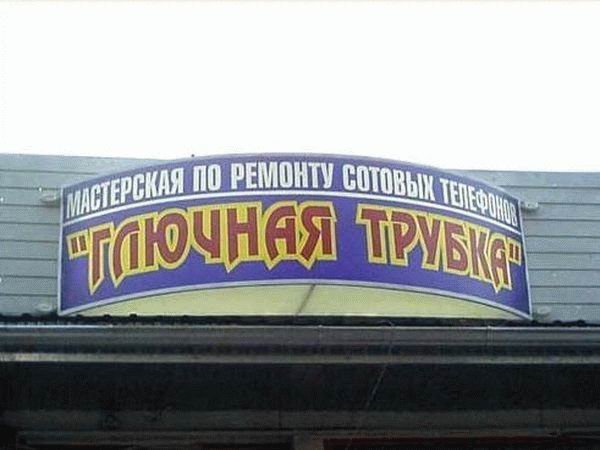 МАСТЕРСКАЯ ПО РЕМОНТУ СОТОВЫХ ТЕЛЕФОНОВ
"ГЛЮЧНАЯ ТРУБКА"